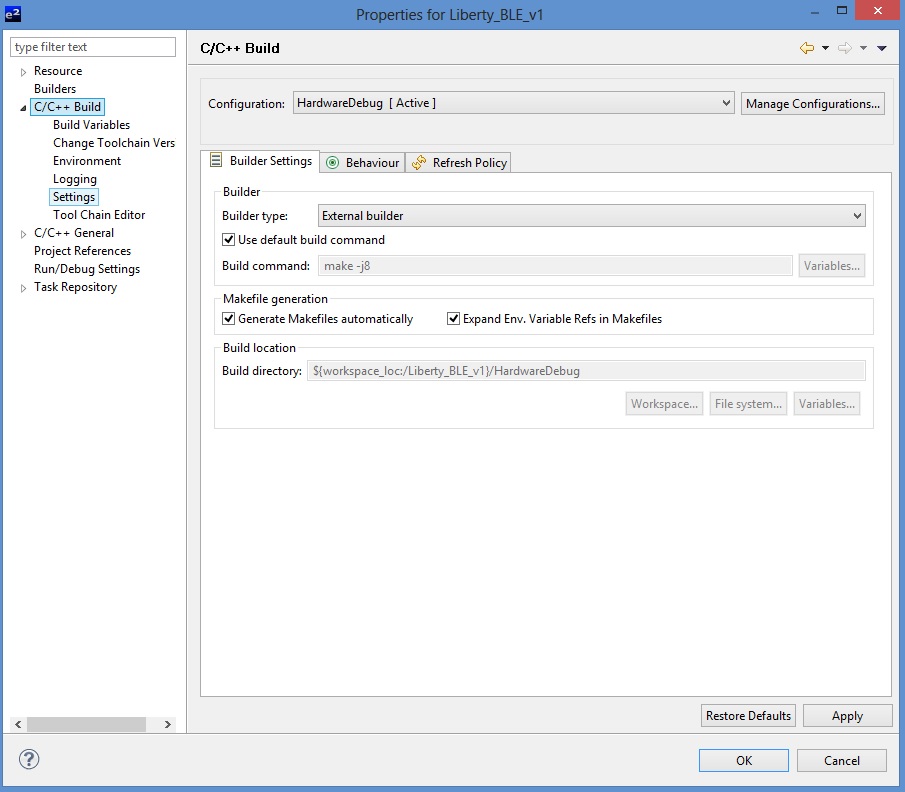 e²
Properties for Liberty_BLE_v1
type filter text
Resource
Builders
C/C++ Build
Build Variables
Change Toolchain Vers
Environment
Logging
Settings
Tool Chain Editor
C/C++ General
Project References
Run/Debug Settings
Task Repository
C/C++ Build
Configuration: HardwareDebug [ Active ] Manage Configurations...
Builder Settings Behaviour Refresh Policy
Builder
Builder type: External builder
Use default build command
Build command: make -j8 Variables...
Makefile generation
Generate Makefiles automatically Expand Env. Variable Refs in Makefiles
Build location
Build directory: ${workspace_loc:/Liberty_BLE_v1}/HardwareDebug
Workspace... File system... Variables...
Restore Defaults Apply
? OK Cancel